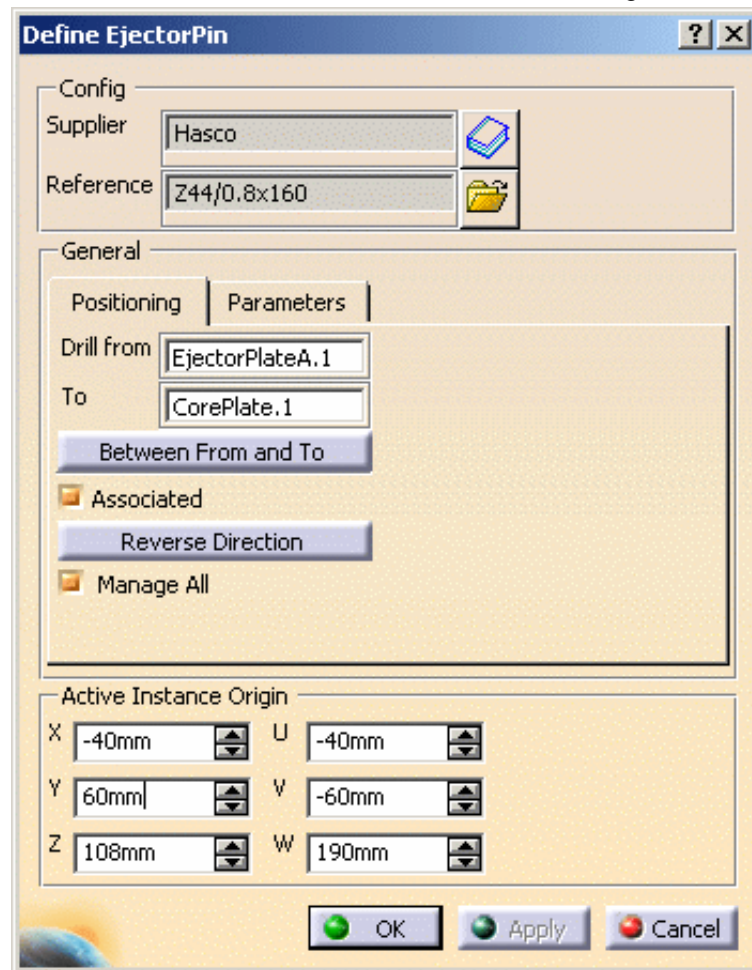 Define EjectorPin ? X
Config
Supplier Hasco
Reference Z44/0.8x160
General
Positioning Parameters
Drill from EjectorPlateA.1
To CorePlate.1
Between From and To
Associated
Reverse Direction
Manage All
Active Instance Origin
X -40mm U -40mm
Y 60mm V -60mm
Z 108mm W 190mm
OK Apply Cancel